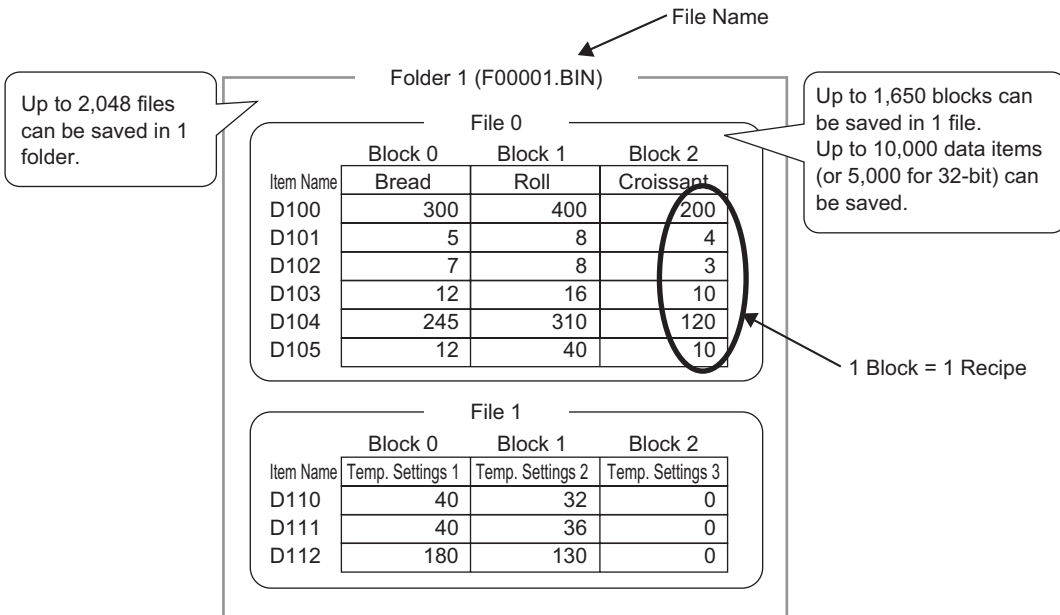 File Name
Folder 1 (F00001.BIN)
Up to 2,048 files
can be saved in 1
folder.
Up to 1,650 blocks can
be saved in 1 file.
Up to 10,000 data items
(or 5,000 for 32-bit) can
be saved.
File 0
Block 0 Block 1 Block 2
Item Name Bread Roll Croissant
D100 300 400 200
D101 5 8 4
D102 7 8 3
D103 12 16 10
D104 245 310 120
D105 12 40 10
1 Block = 1 Recipe
File 1
Block 0 Block 1 Block 2
Item Name Temp. Settings 1 Temp. Settings 2 Temp. Settings 3
D110 40 32 0
D111 40 36 0
D112 180 130 0